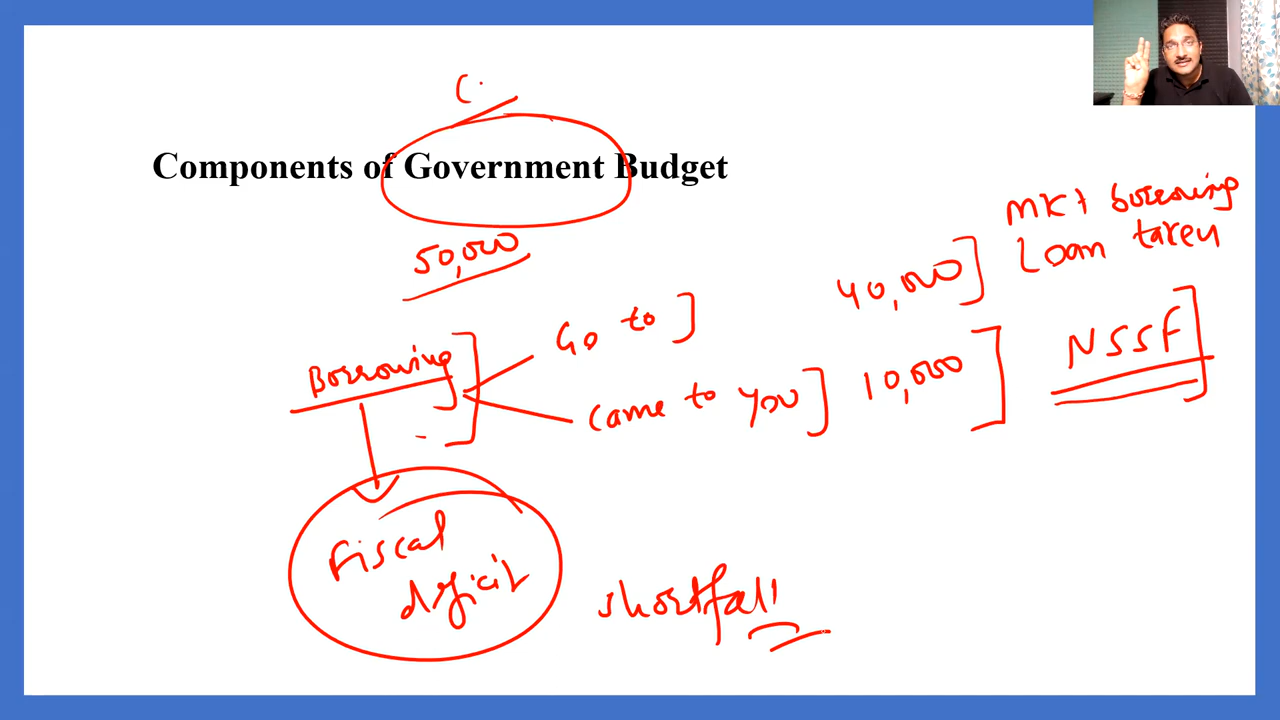 C.
Components of Government Budget
50,000
MKt borrowing
Loan taken
40,000
Go to
Borrowing
NSSF
Came to you
10,000
Fiscal
deficit
shortfall